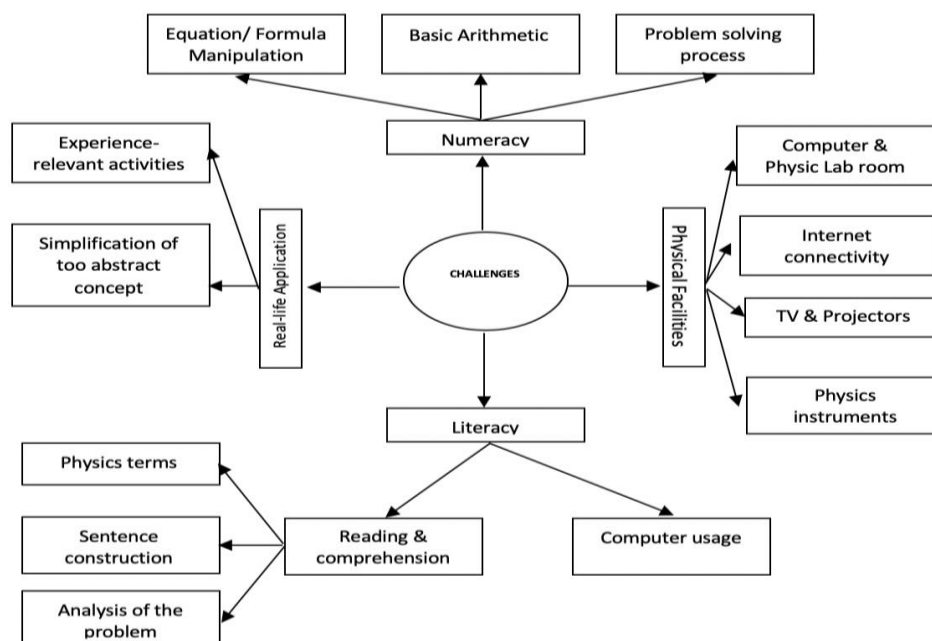 Equation/ Formula
Manipulation
Basic Arithmetic
Problem solving
process
Numeracy
Experience-
relevant activities
Simplification of
too abstract
concept
Real-life Application
CHALLENGES
Physical Facilities
Computer &
Physic Lab room
Internet
connectivity
TV & Projectors
Physics
instruments
Literacy
Physics terms
Sentence
construction
Analysis of the
problem
Reading &
comprehension
Computer usage